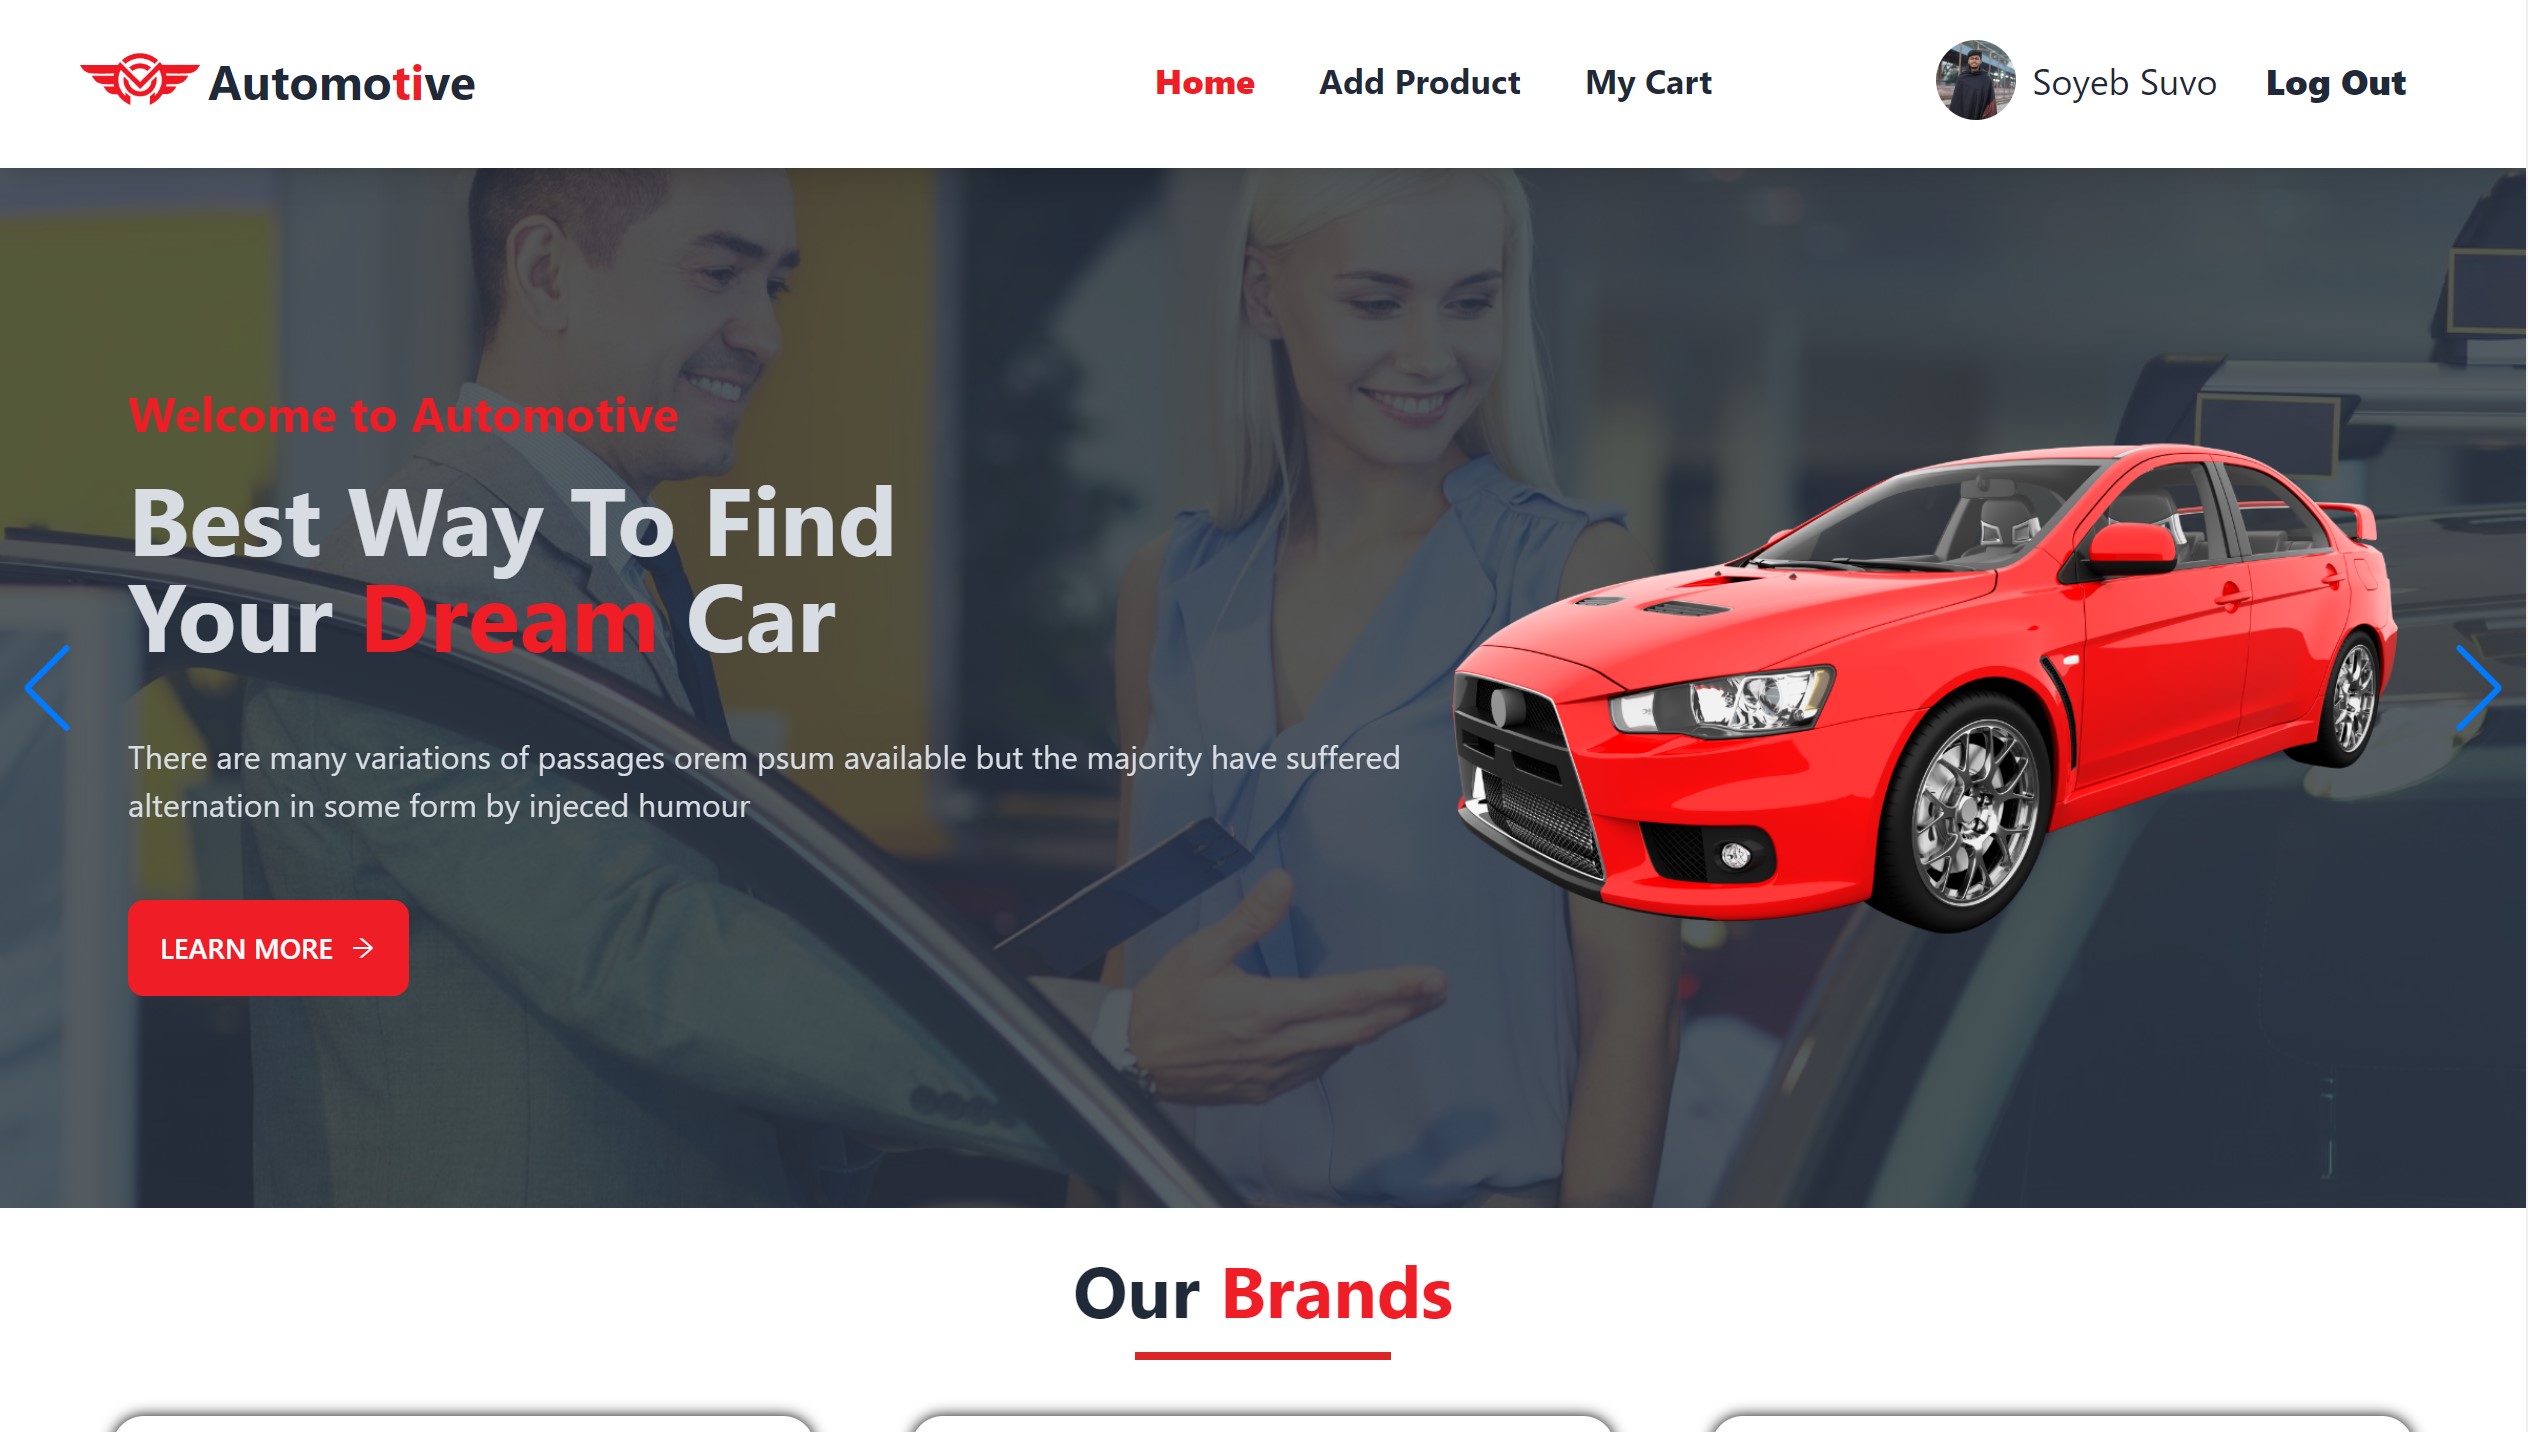 Automotive
Home
Add Product
My Cart
Soyeb Suvo
Log Out
Welcome to Automotive
Best Way To Find
Your Dream Car
There are many variations of passages orem psum available but the majority have suffered
alternation in some form by injeced humour
LEARN MORE
Our Brands